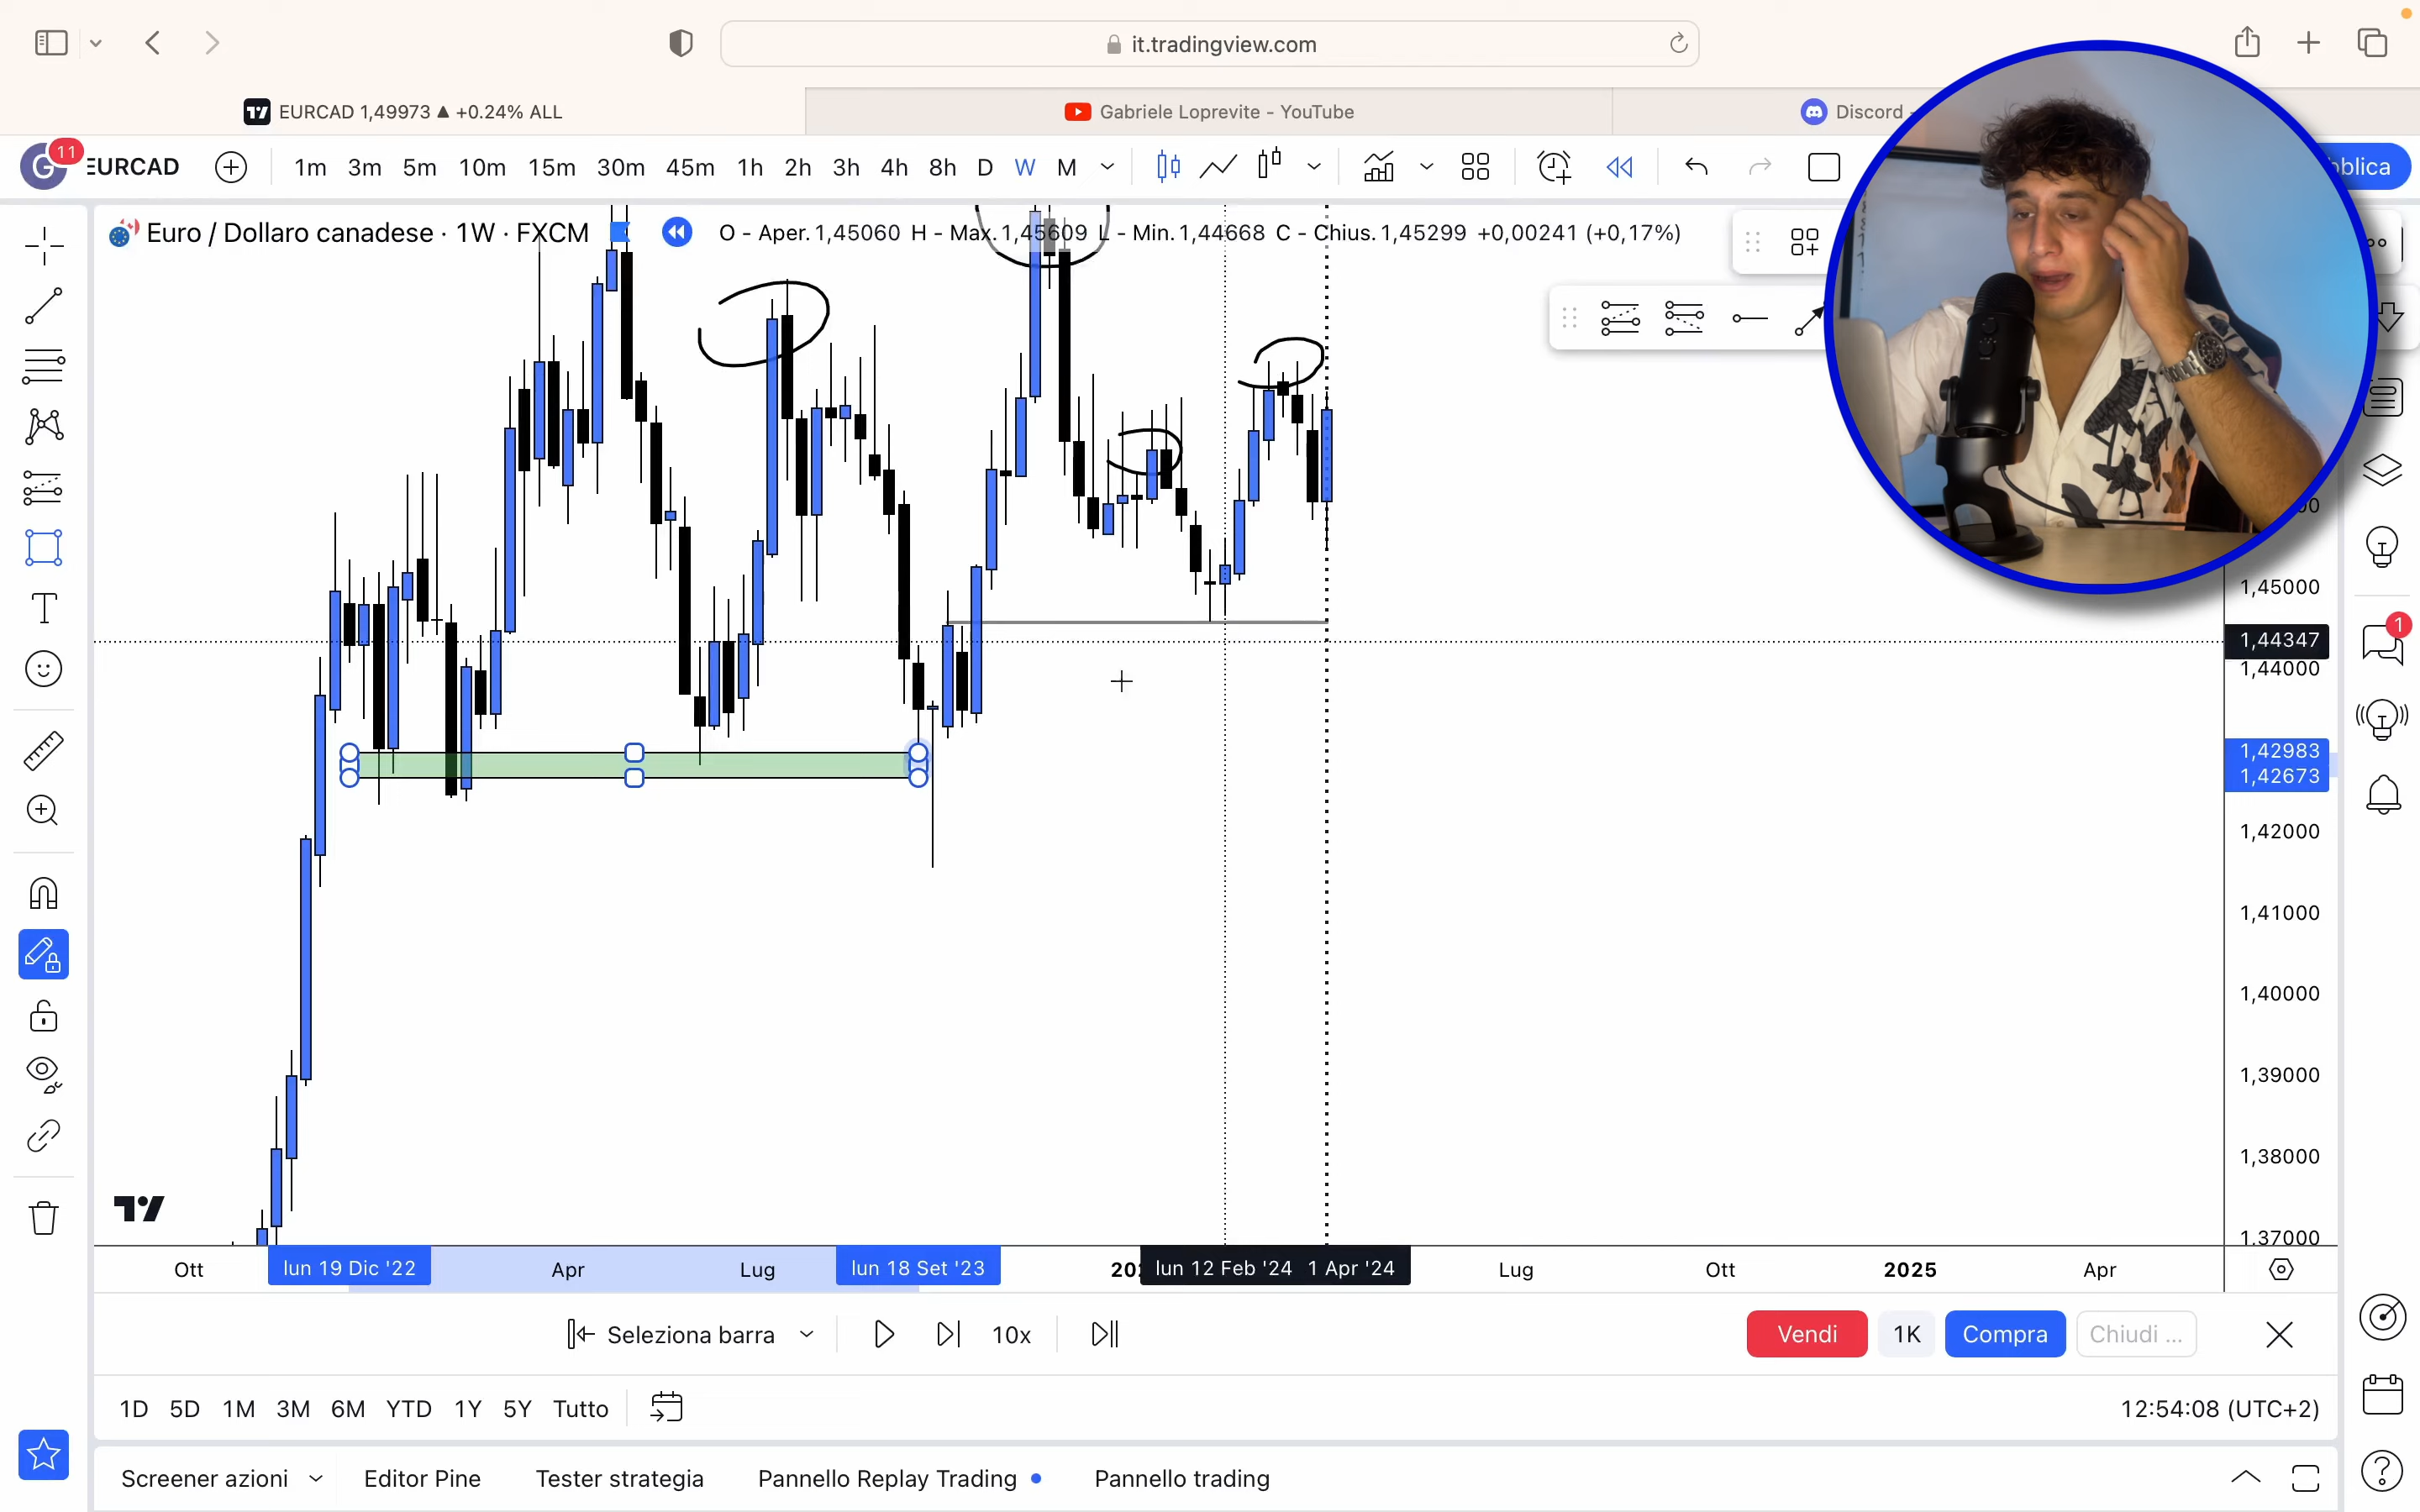 it.tradingview.com
EURCAD 1,49973 ▲ +0.24% ALL
Gabriele Loprevite - YouTube
Discord -
G 11 EURCAD 1m 3m 5m 10m 15m 30m 45m 1h 2h 3h 4h 8h D W M
bblica
Euro / Dollaro canadese · 1W · FXCM O - Aper. 1,45060 H - Max. 1,45609 L - Min. 1,44668 C - Chius. 1,45299 +0,00241 (+0,17%)
1,45000
1,44347
1,44000
1,42983
1,42673
1,42000
1,41000
1,40000
1,39000
1,38000
1.37000
1
Ott lun 19 Dic '22 Apr Lug lun 18 Set '23 20 lun 12 Feb '24 1 Apr '24 Lug Ott 2025 Apr
Seleziona barra 10x Vendi 1K Compra Chiudi ...
1D 5D 1M 3M 6M YTD 1Y 5Y Tutto 12:54:08 (UTC+2)
Screener azioni Editor Pine Tester strategia Pannello Replay Trading Pannello trading